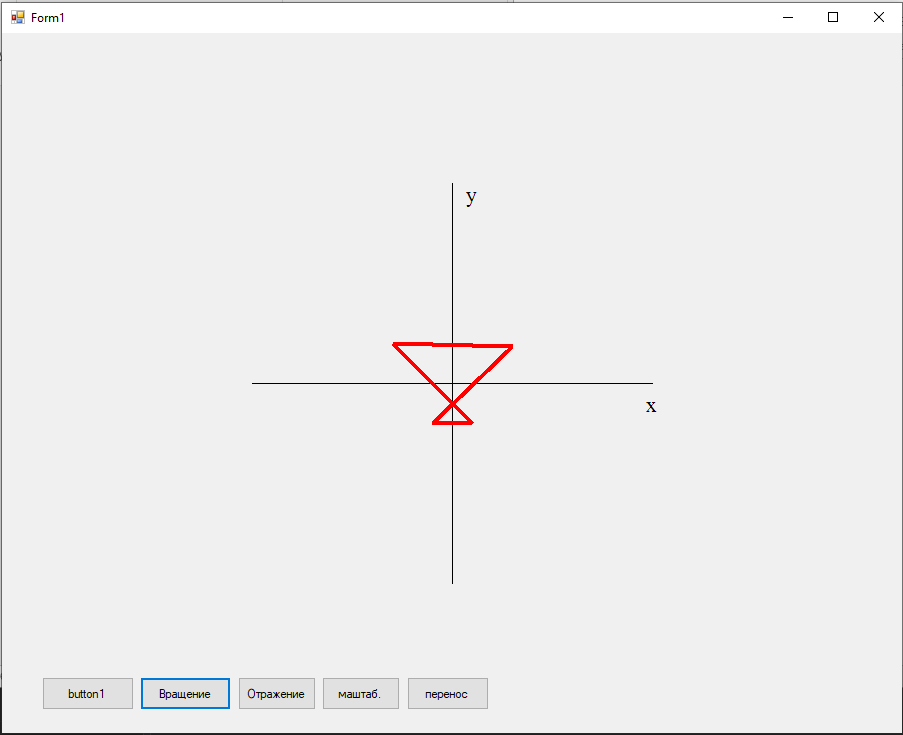 Form1
y
x
button1
Вращение
Отражение
маштаб.
перенос